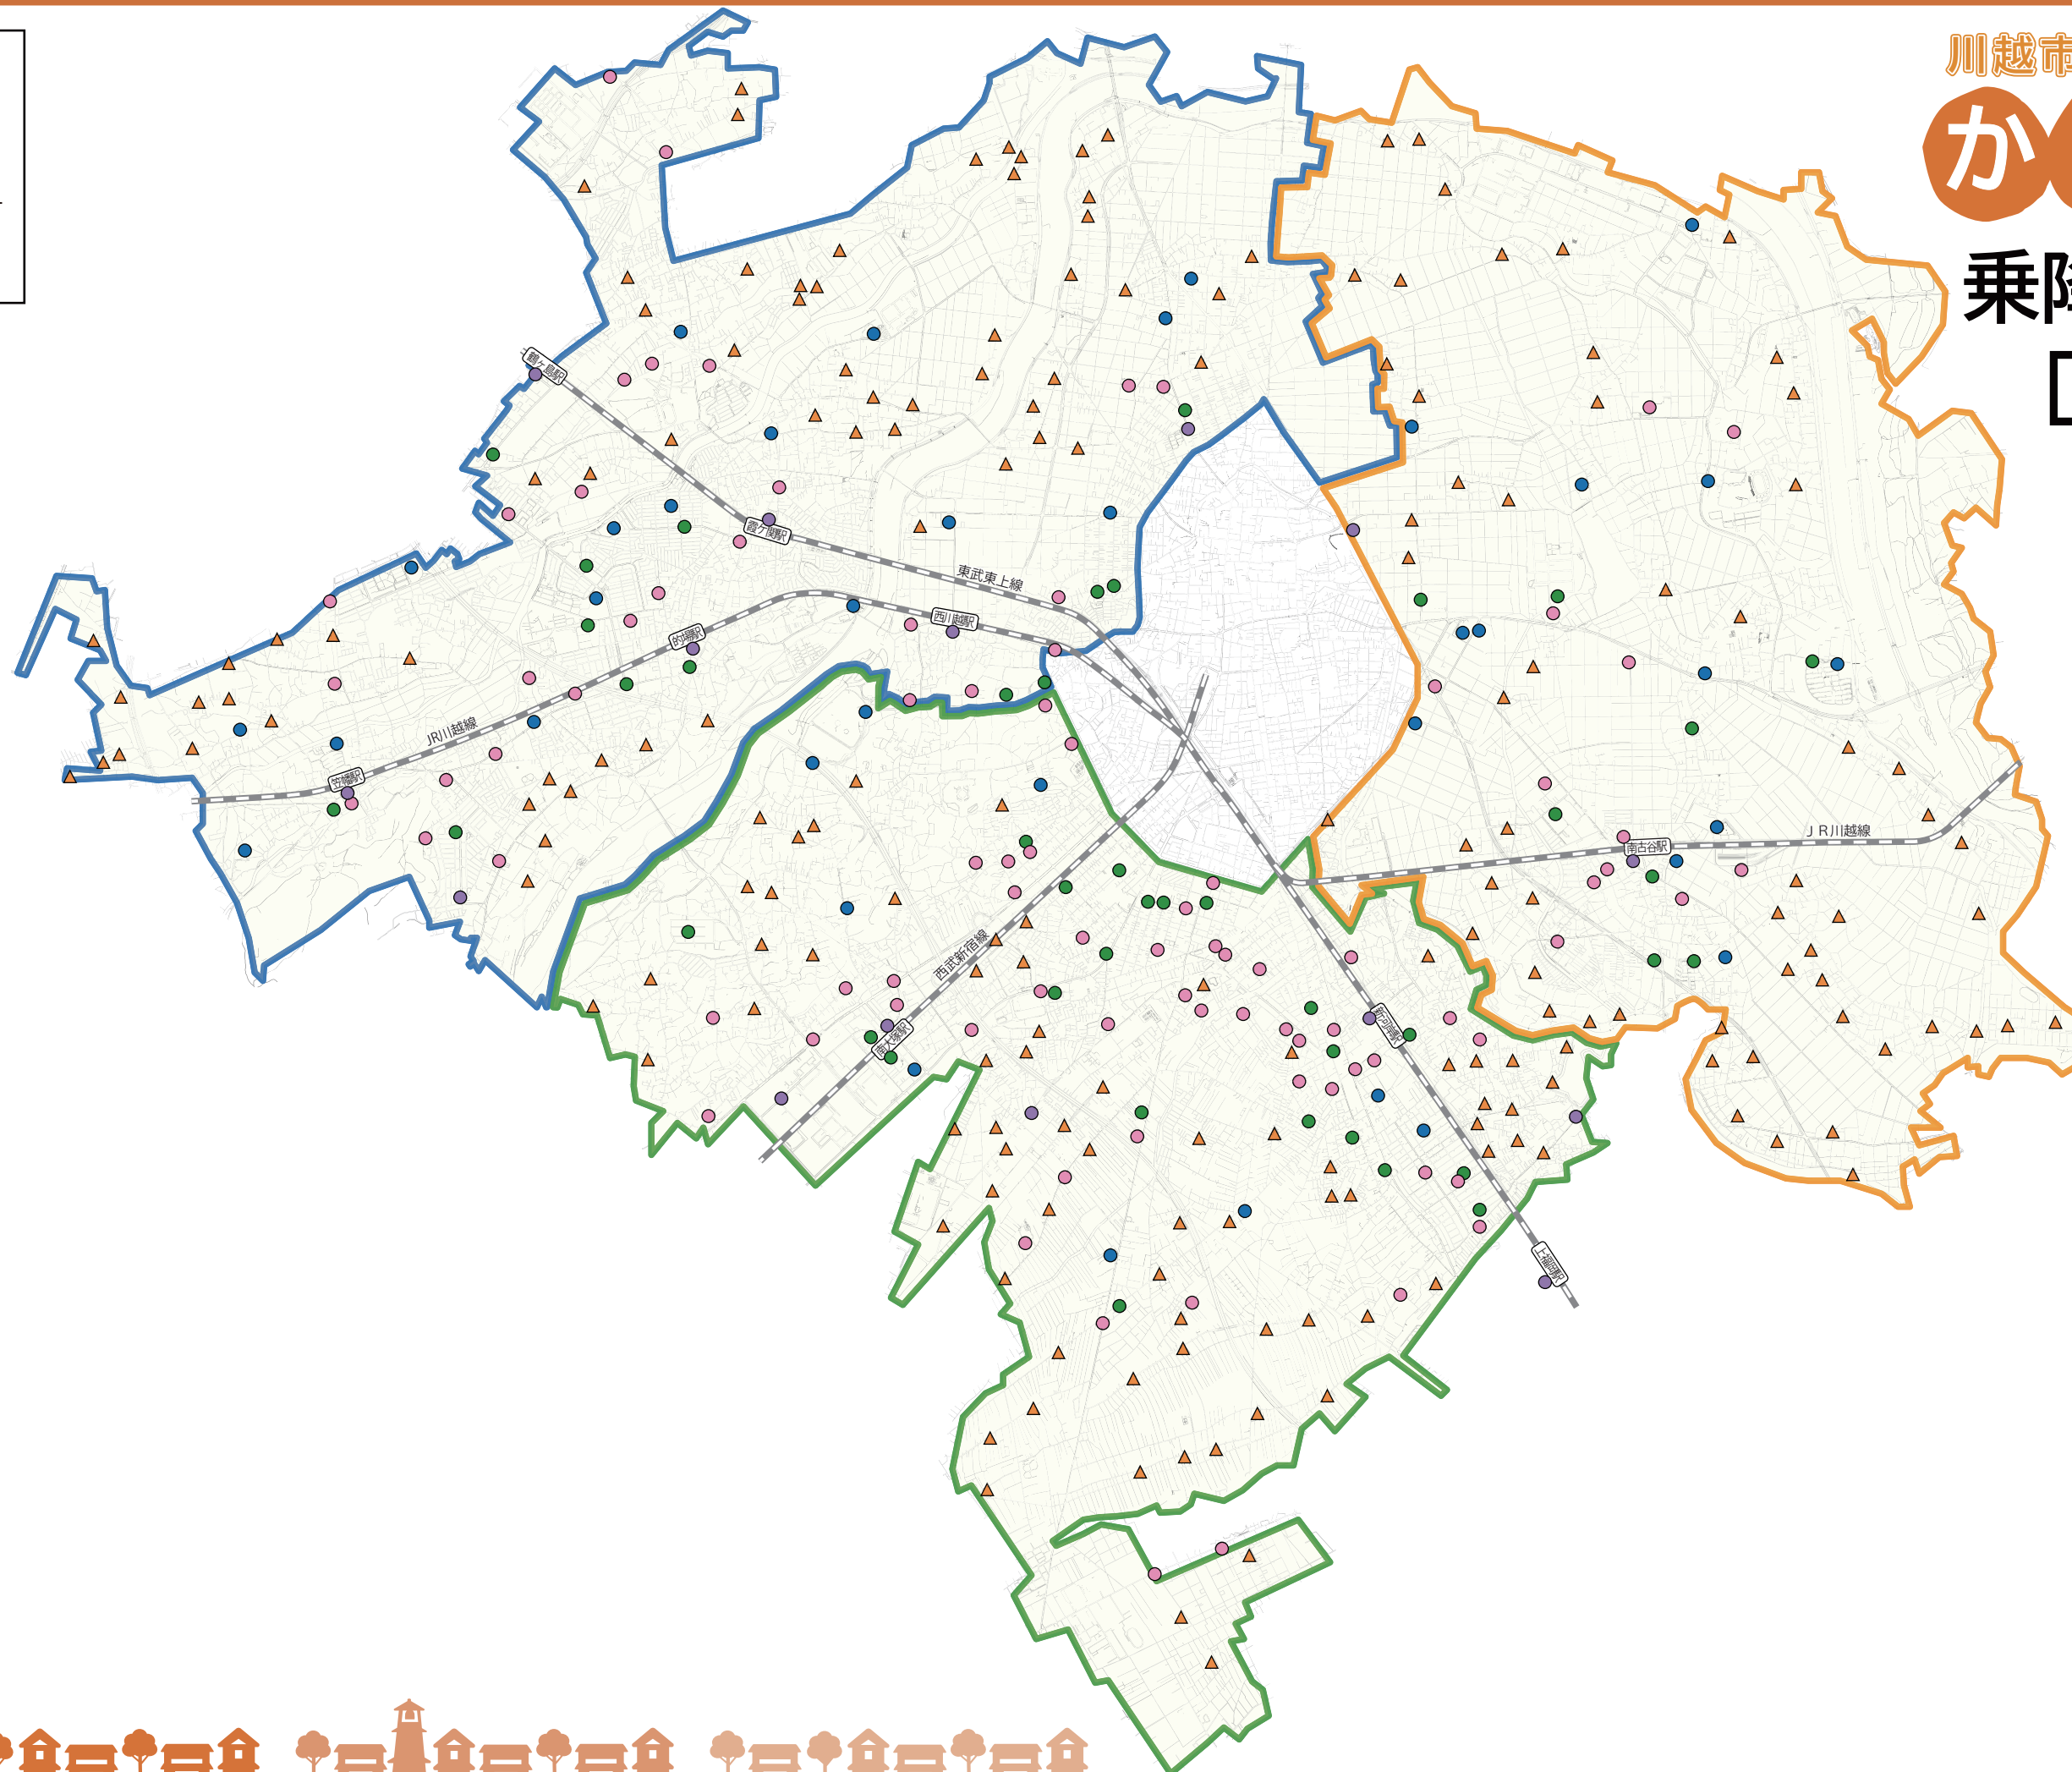 川越市
か
乗降
鶴ヶ島駅
霞ケ関駅
東武東上線
西川越駅
的場駅
JR川越線
笠幡駅
JR川越線
南古谷駅
西武新宿線
南大塚駅
新河岸駅
上福岡駅